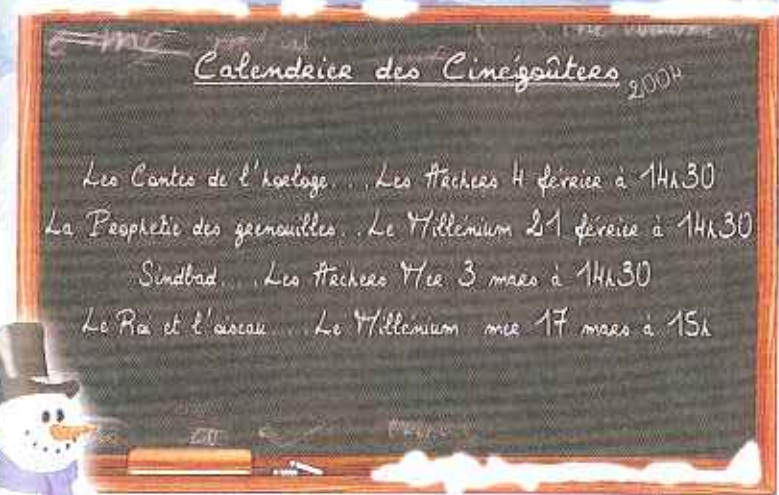 Calendrier des Cinégoûters 2004
Les Contes de l'horloge... Les Archers 4 février à 14h30
La Prophetie des grenouilles.. Le Millénium 21 février à 14h30
Sindbad.... Les Archers Mer 3 mars à 14h30
Le Roi et l'oiseau.... Le Millénium mer 17 mars à 15h